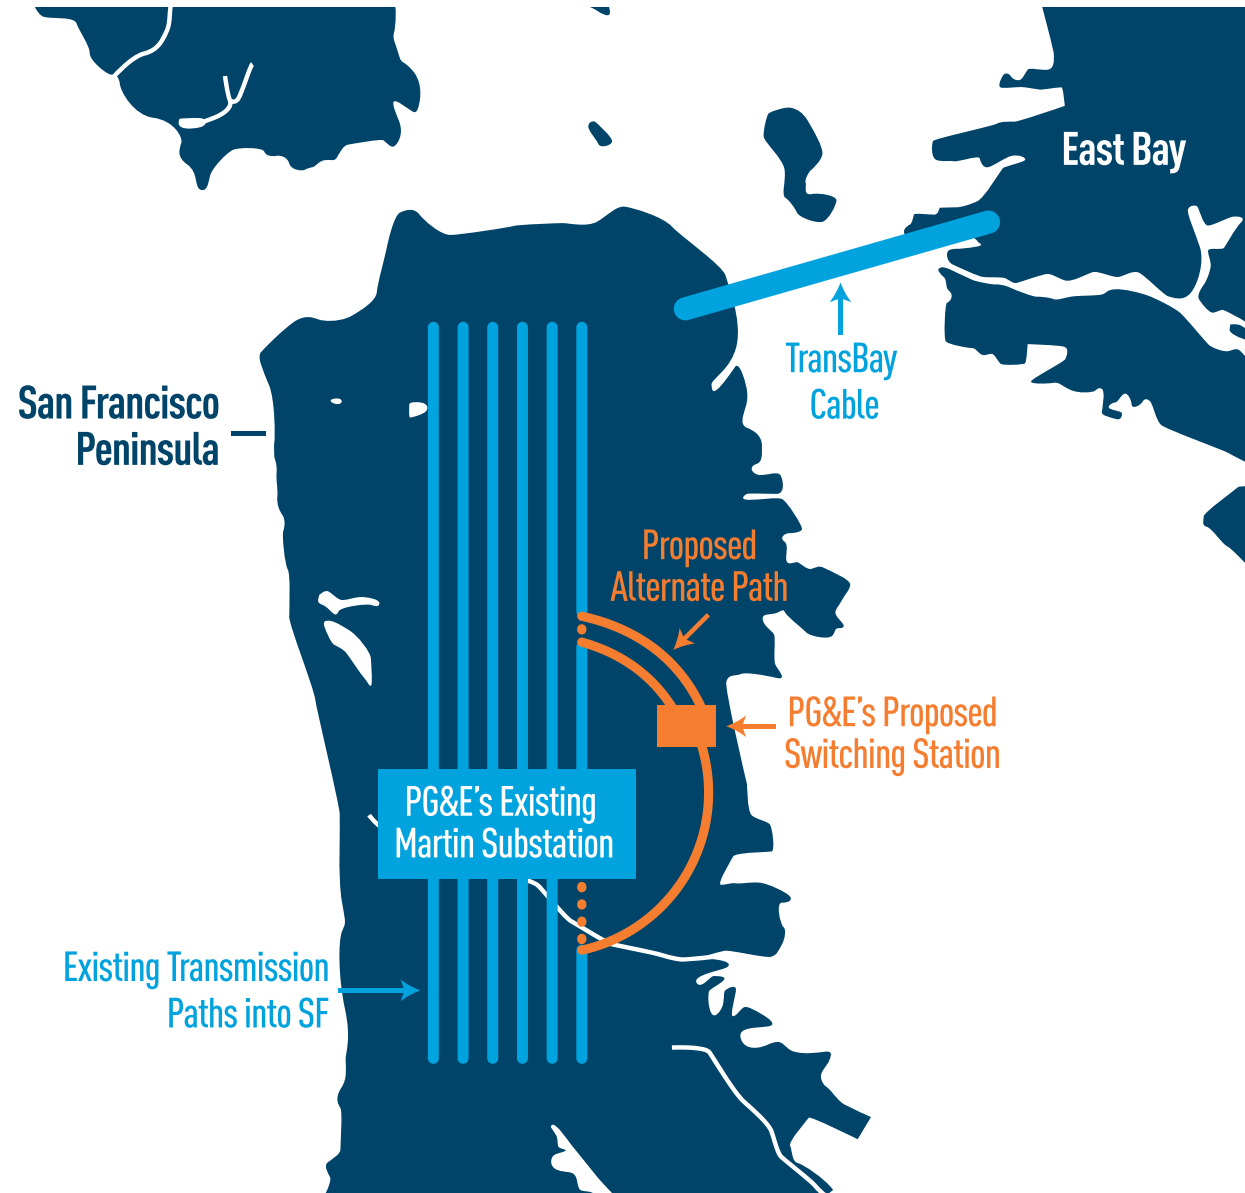 East Bay
TransBay
Cable
San Francisco
Peninsula
Proposed
Alternate Path
PG&E’s Proposed
Switching Station
PG&E’s Existing
Martin Substation
Existing Transmission
Paths into SF